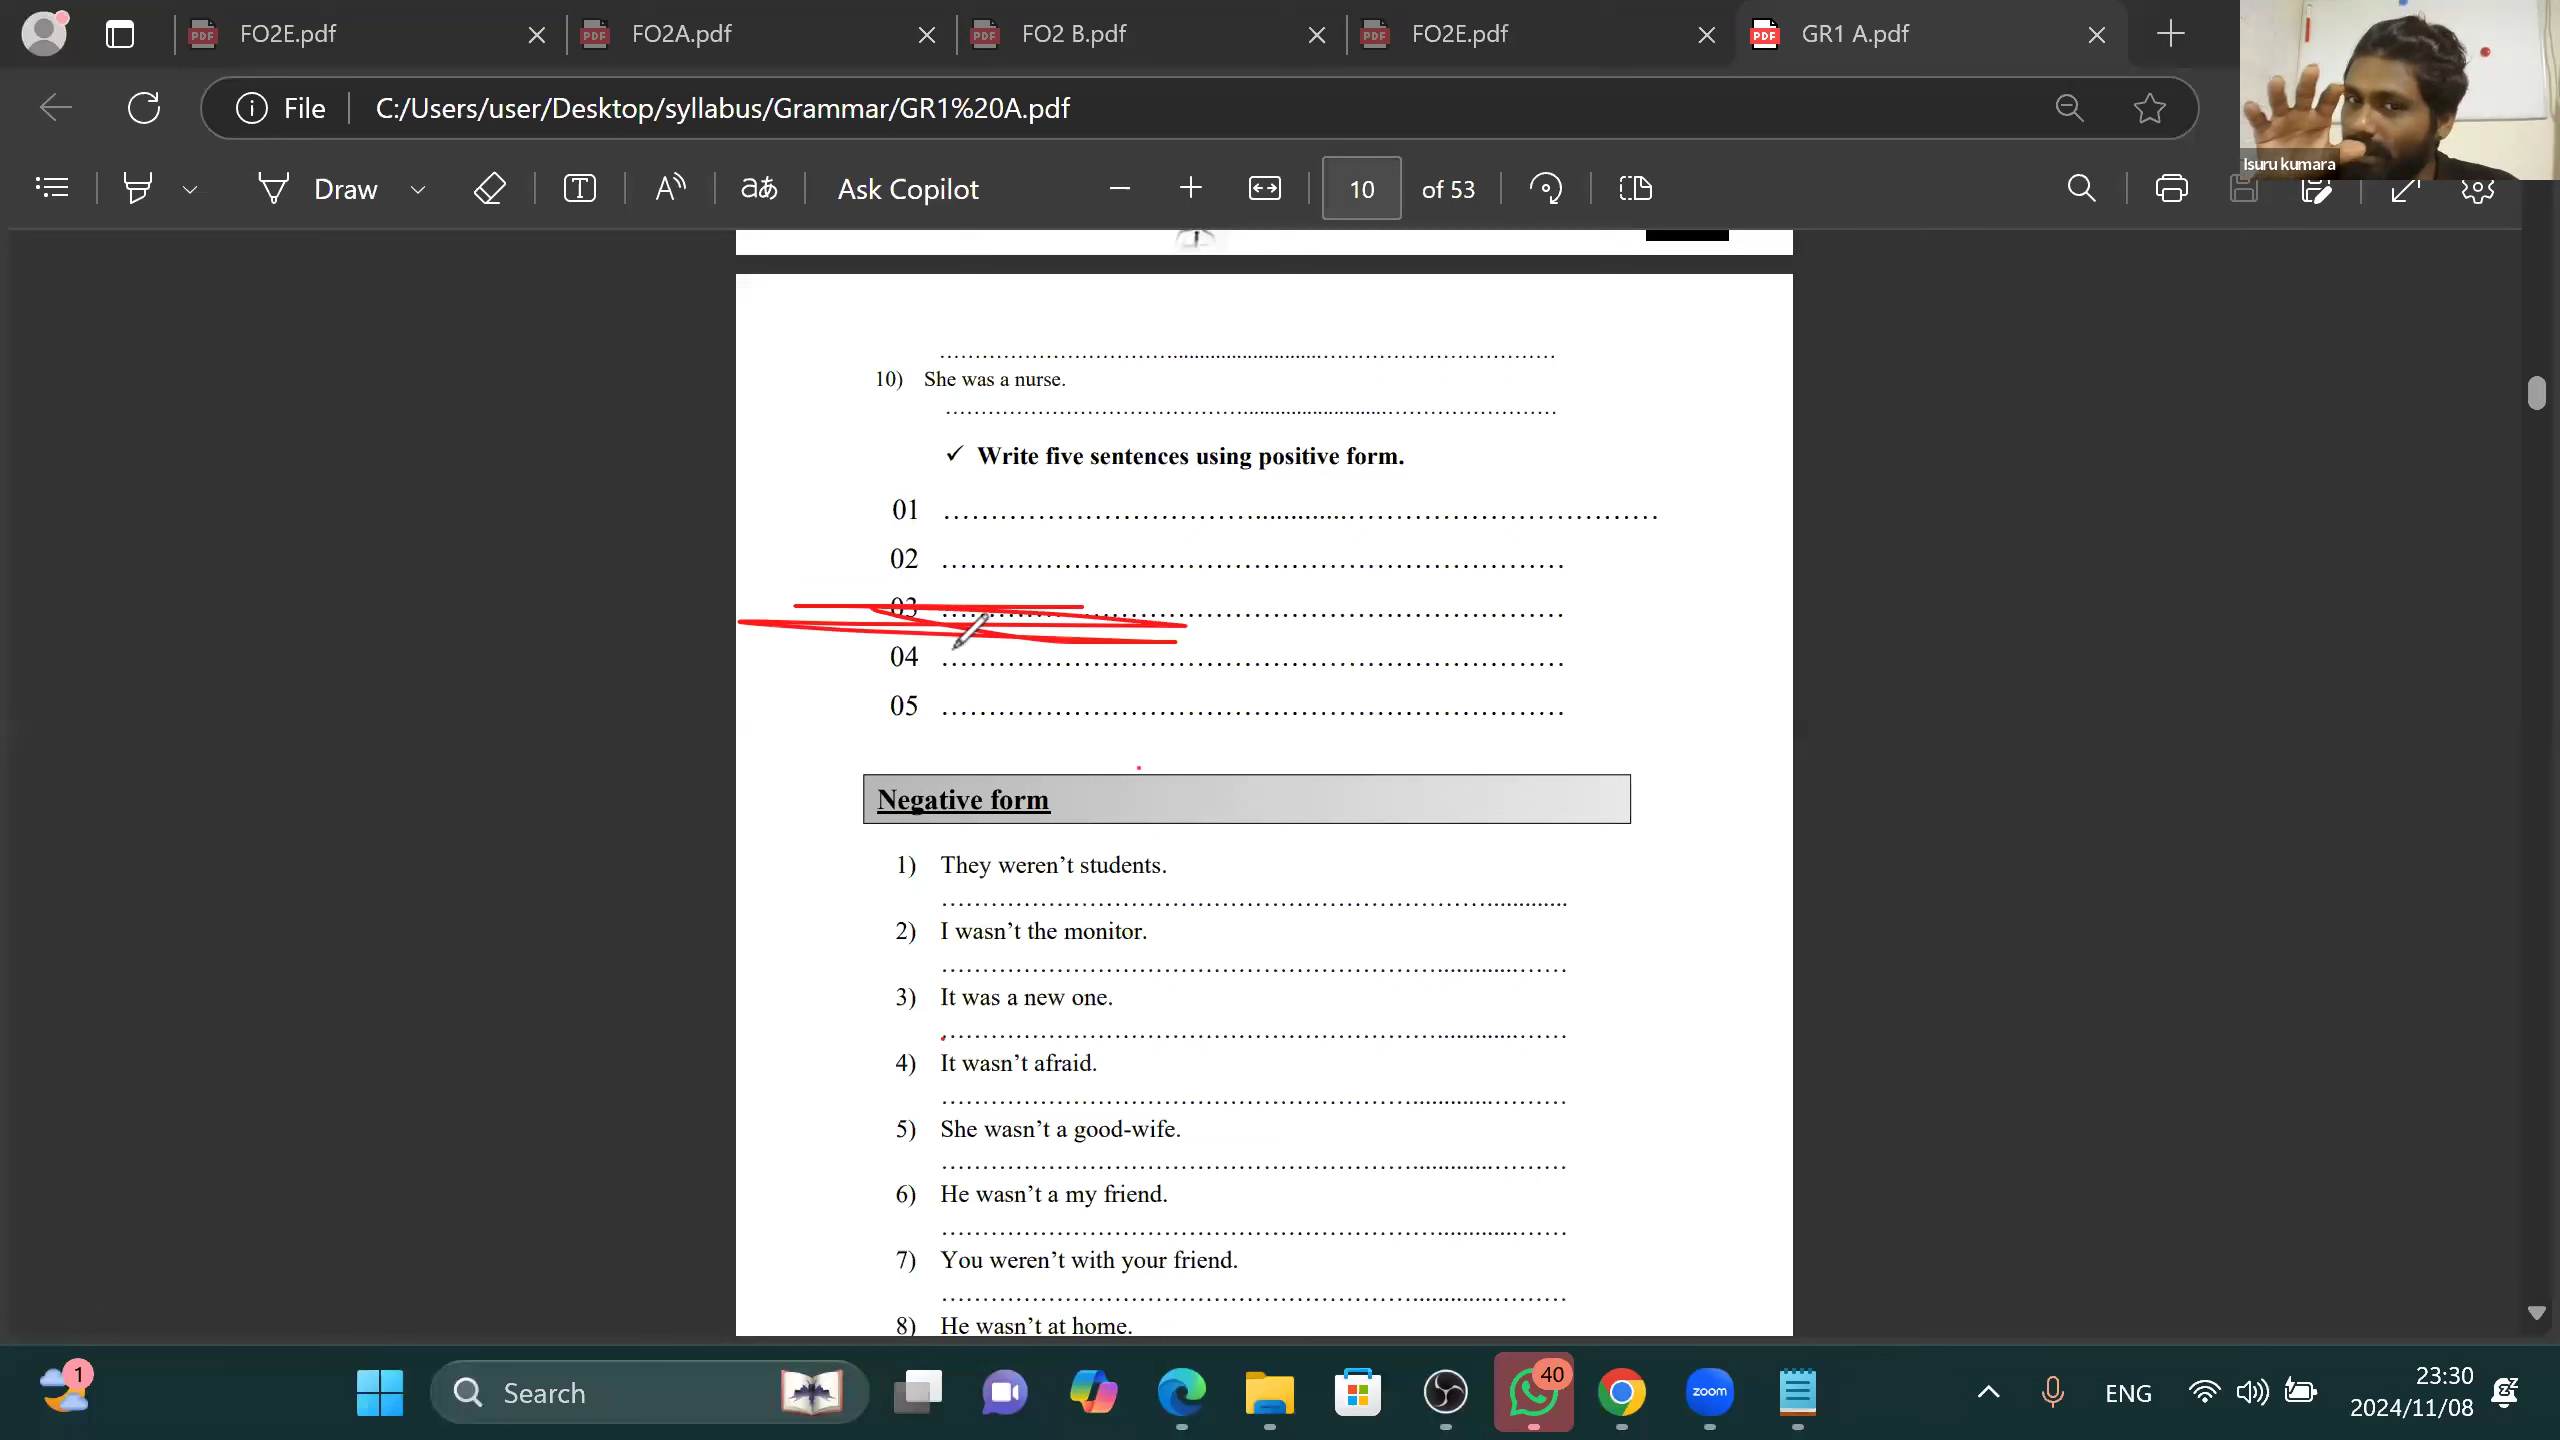 FO2E.pdf
FO2A.pdf
FO2 B.pdf
FO2E.pdf
GR1 A.pdf
File
C:/Users/user/Desktop/syllabus/Grammar/GR1%20A.pdf
Isuru kumara
Draw
aあ
Ask Copilot
10 of 53
10) She was a nurse.
✓ Write five sentences using positive form.
01
02
03
04
05
Negative form
1) They weren’t students.
2) I wasn’t the monitor.
3) It was a new one.
4) It wasn’t afraid.
5) She wasn’t a good-wife.
6) He wasn’t a my friend.
7) You weren’t with your friend.
8) He wasn’t at home.
1
Search
40
zoom
ENG
23:30
2024/11/08